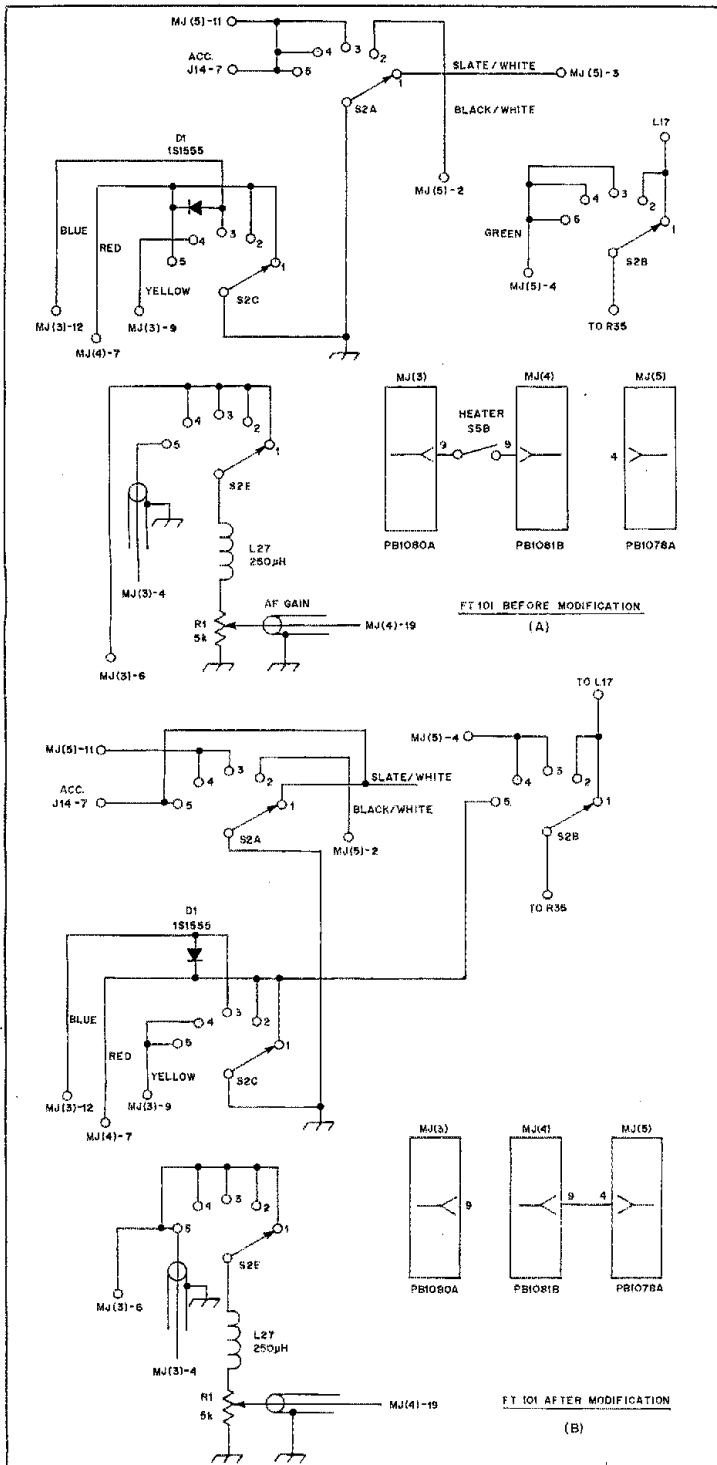 MJ(5)-11
ACC.
J14-7
4
5
3
2
1
S2A
SLATE/WHITE
MJ(5)-3
BLACK/WHITE
MJ(5)-2
L17
4
3
2
1
5
GREEN
S2B
MJ(5)-4
TO R35
D1
1S1555
BLUE
RED
YELLOW
4
3
2
1
5
S2C
MJ(3)-12
MJ(4)-7
MJ(3)-9
4
3
2
1
5
S2E
L27
250μH
MJ(3)-4
R1
5k
AF GAIN
MJ(4)-19
MJ(3)-6
MJ(3)
MJ(4)
MJ(5)
HEATER
S5B
9
9
4
PB1080A
PB1081B
PB1078A
FT 101 BEFORE MODIFICATION
(A)
TO L17
MJ(5)-11
ACC.
J14-7
4
5
3
2
1
S2A
SLATE/WHITE
BLACK/WHITE
MJ(5)-2
MJ(5)-4
4
3
2
1
5
S2B
TO R35
D1
1S1555
BLUE
RED
YELLOW
4
5
3
2
1
S2C
MJ(3)-12
MJ(4)-7
MJ(3)-9
4
3
2
1
5
S2E
MJ(3)-6
MJ(3)-4
L27
250μH
R1
5k
MJ(4)-19
MJ(3)
MJ(4)
MJ(5)
9
9
4
PB1080A
PB1081B
PB1078A
FT 101 AFTER MODIFICATION
(B)